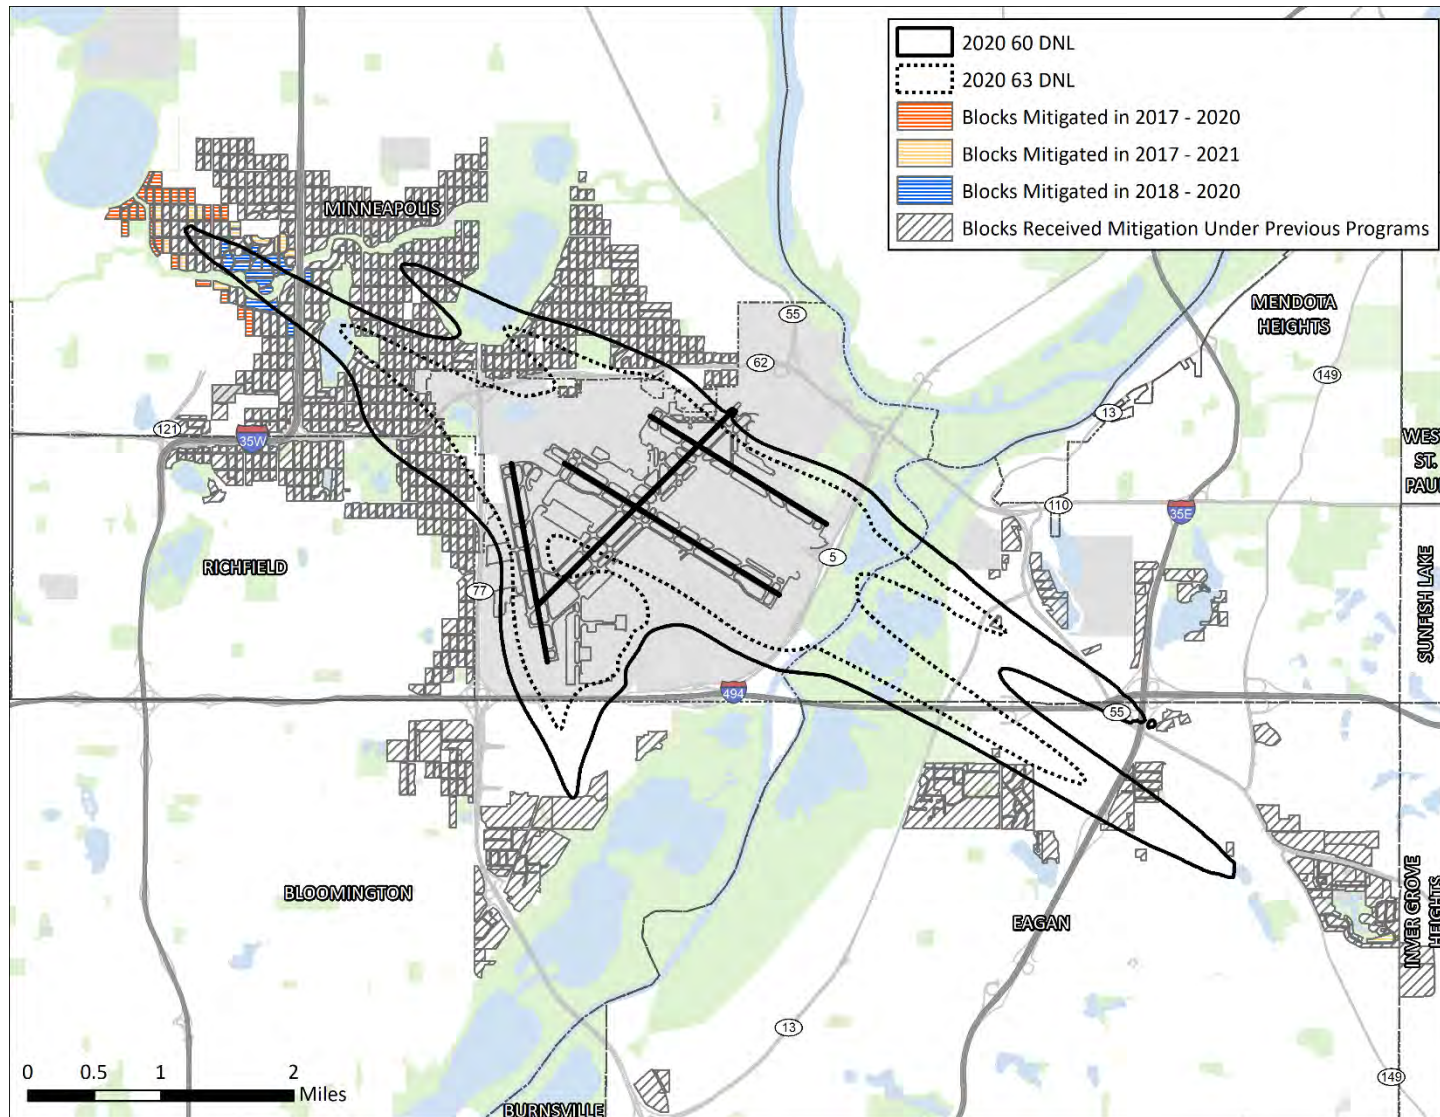 2020 60 DNL
2020 63 DNL
Blocks Mitigated in 2017 - 2020
Blocks Mitigated in 2017 - 2021
Blocks Mitigated in 2018 - 2020
Blocks Received Mitigation Under Previous Programs
MINNEAPOLIS
55
MENDOTA
HEIGHTS
62
149
13
121
35W
WEST
ST.
PAUL
110
35E
5
RICHFIELD
77
SUNFISH LAKE
494
55
BLOOMINGTON
EAGAN
INVER GROVE
HEIGHTS
13
149
0 0.5 1 2
Miles
BURNSVILLE